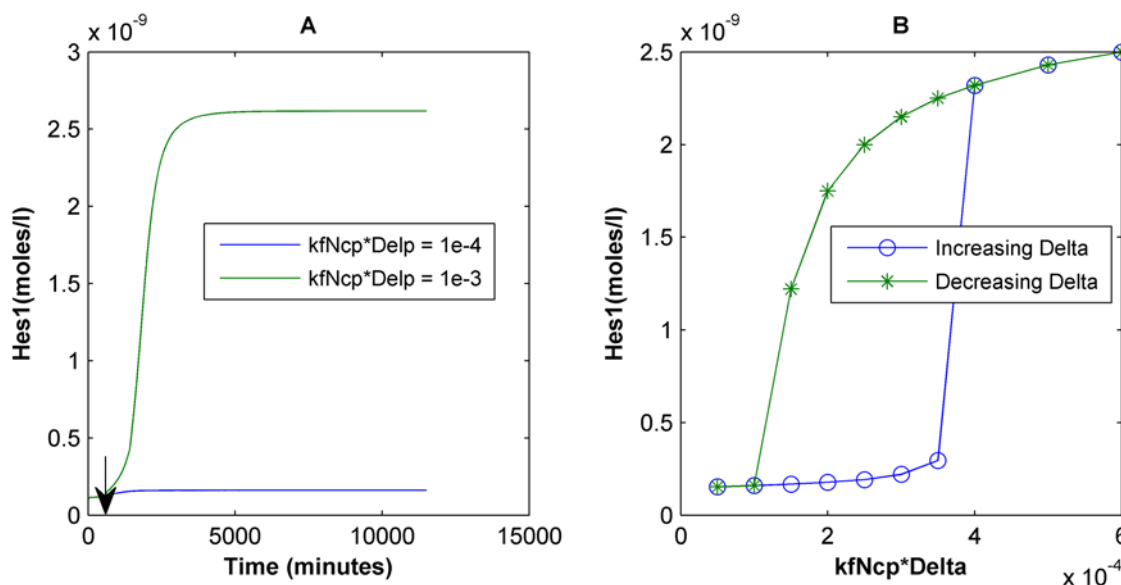 A
x 10^-9
3
2.5
2
1.5
1
0.5
0
Hes1(moles/l)
kfNcp*Delp = 1e-4
kfNcp*Delp = 1e-3
0 5000 10000 15000
Time (minutes)
B
x 10^-9
2.5
2
1.5
1
0.5
0
Hes1(moles/l)
Increasing Delta
Decreasing Delta
0 2 4 6
kfNcp*Delta
x 10^-4